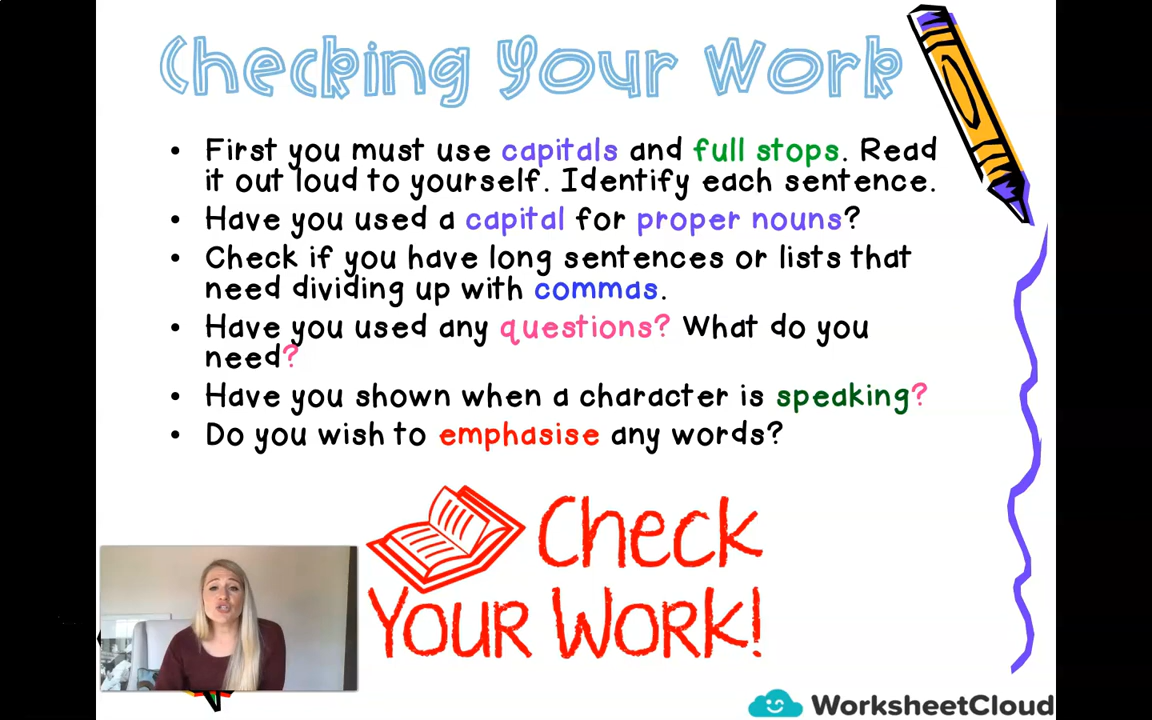 Checking Your Work
• First you must use capitals and full stops. Read
it out loud to yourself. Identify each sentence.
• Have you used a capital for proper nouns?
• Check if you have long sentences or lists that
need dividing up with commas.
• Have you used any questions? What do you
need?
• Have you shown when a character is speaking?
• Do you wish to emphasise any words?
Check
YOUR WORK!
WorksheetCloud